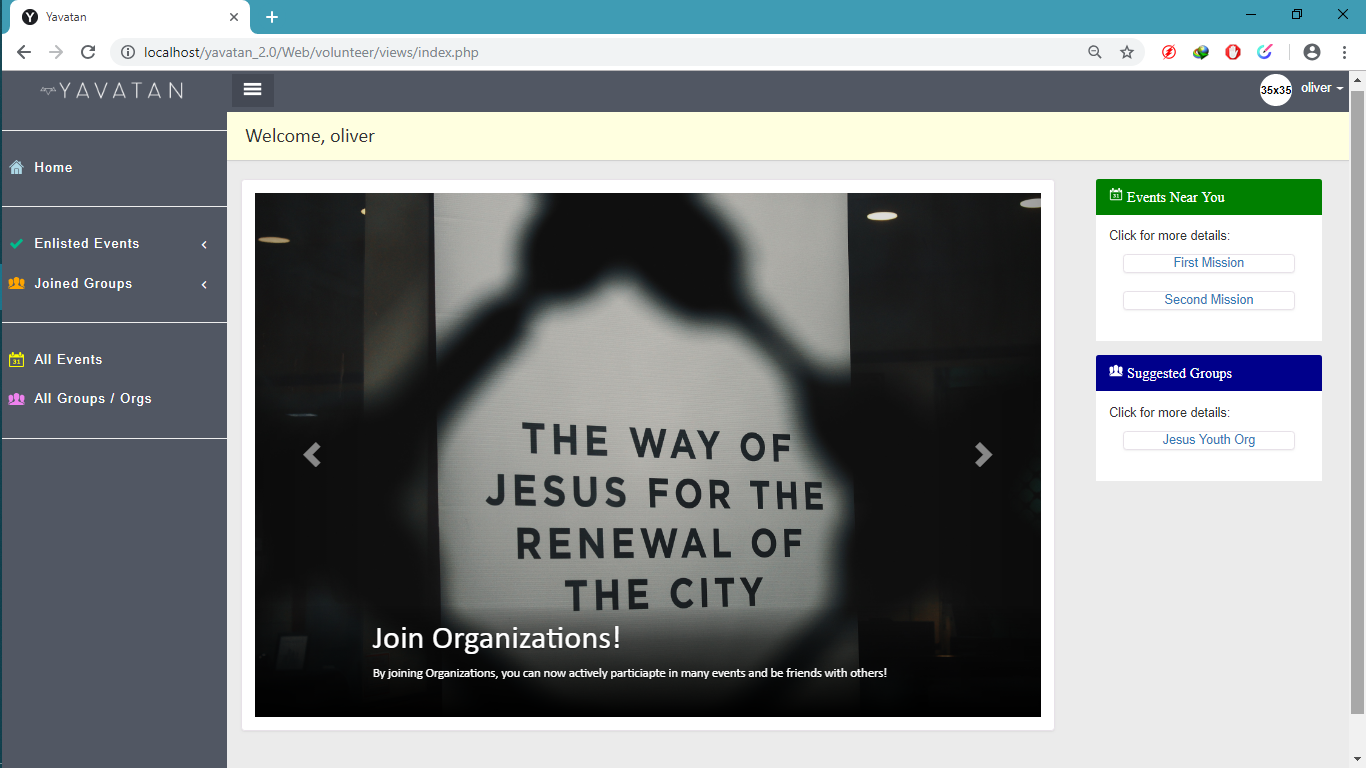 Yavatan
localhost/yavatan_2.0/Web/volunteer/views/index.php
YAVATAN
35x35
oliver
Welcome, oliver
Home
Enlisted Events
Joined Groups
31
All Events
All Groups / Orgs
THE WAY OF
JESUS FOR THE
RENEWAL OF
THE CITY
Join Organizations!
By joining Organizations, you can now actively particiapte in many events and be friends with others!
31 Events Near You
Click for more details:
First Mission
Second Mission
Suggested Groups
Click for more details:
Jesus Youth Org